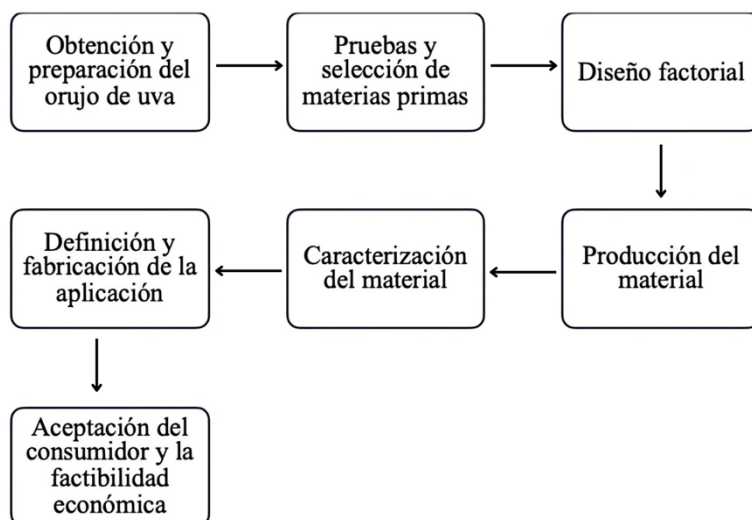 Obtención y
preparación del
orujo de uva
Pruebas y
selección de
materias primas
Diseño factorial
Producción del
material
Caracterización
del material
Definición y
fabricación de la
aplicación
Aceptación del
consumidor y la
factibilidad
económica